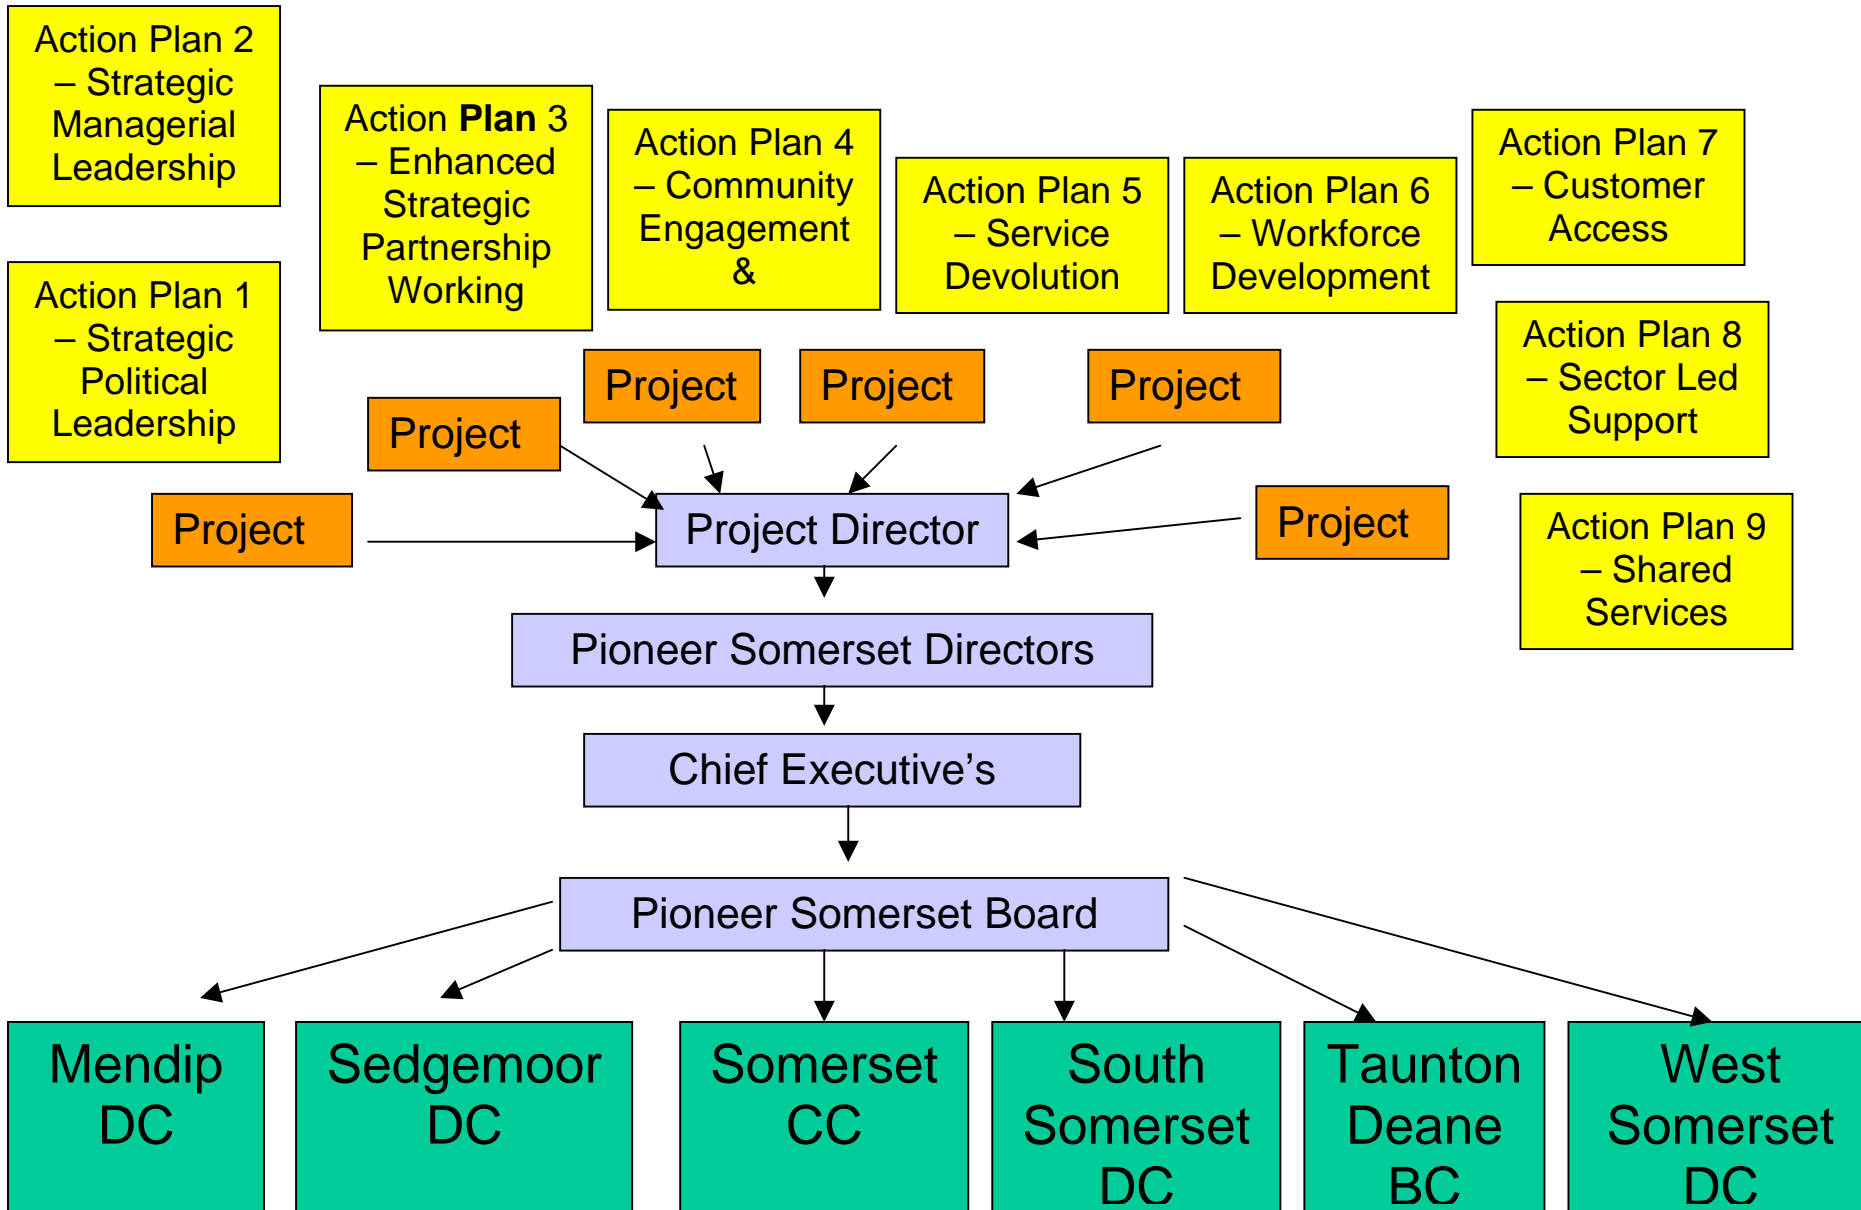 Action Plan 2
– Strategic
Managerial
Leadership
Action Plan 1
– Strategic
Political
Leadership
Action Plan 3
– Enhanced
Strategic
Partnership
Working
Action Plan 4
– Community
Engagement
&
Action Plan 5
– Service
Devolution
Action Plan 6
– Workforce
Development
Action Plan 7
– Customer
Access
Action Plan 8
– Sector Led
Support
Action Plan 9
– Shared
Services
Project
Project
Project
Project
Project
Project
Project Director
Pioneer Somerset Directors
Chief Executive’s
Pioneer Somerset Board
Mendip
DC
Sedgemoor
DC
Somerset
CC
South
Somerset
DC
Taunton
Deane
BC
West
Somerset
DC